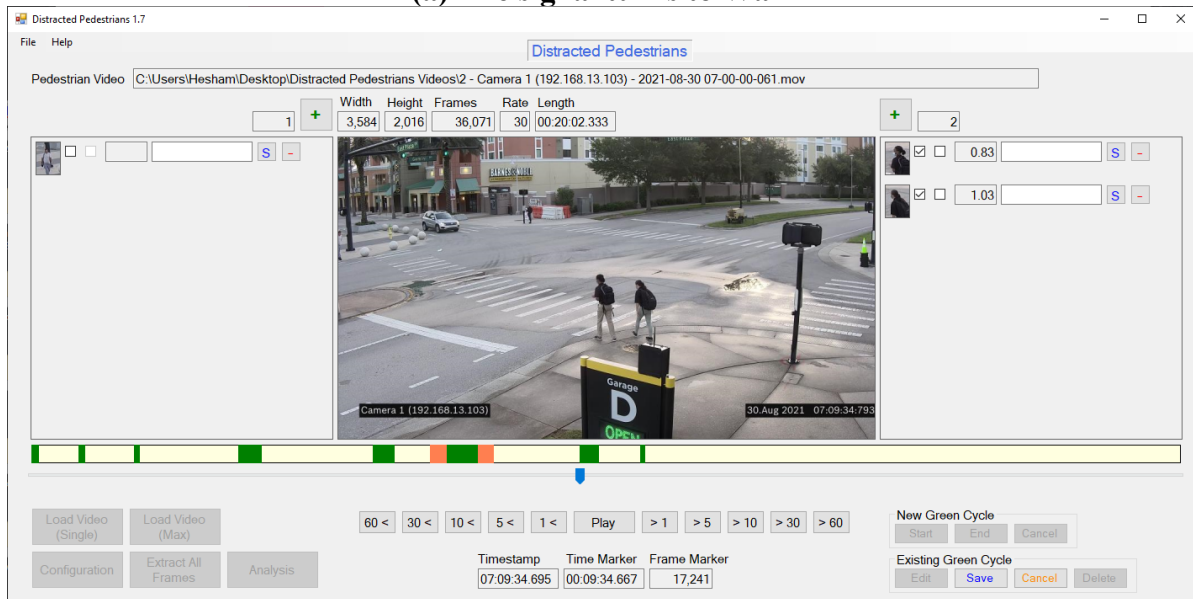 Distracted Pedestrians 1.7
File Help
Distracted Pedestrians
Pedestrian Video C:\Users\Hesham\Desktop\Distracted Pedestrians Videos\2 - Camera 1 (192.168.13.103) - 2021-08-30 07-00-00-061.mov
Width Height Frames Rate Length
1 + 3,584 2,016 36,071 30 00:20:02.333 + 2
S -
0.83 S -
1.03 S -
BARNES & NOBLE
Garage
D
OPEN
Camera 1 (192.168.13.103) 30.Aug 2021 07:09:34:793
60 < 30 < 10 < 5 < 1 < Play > 1 > 5 > 10 > 30 > 60
Load Video (Single)
Load Video (Max)
Configuration
Extract All Frames
Analysis
Timestamp Time Marker Frame Marker
07:09:34.695 00:09:34.667 17,241
New Green Cycle
Start End Cancel
Existing Green Cycle
Edit Save Cancel Delete